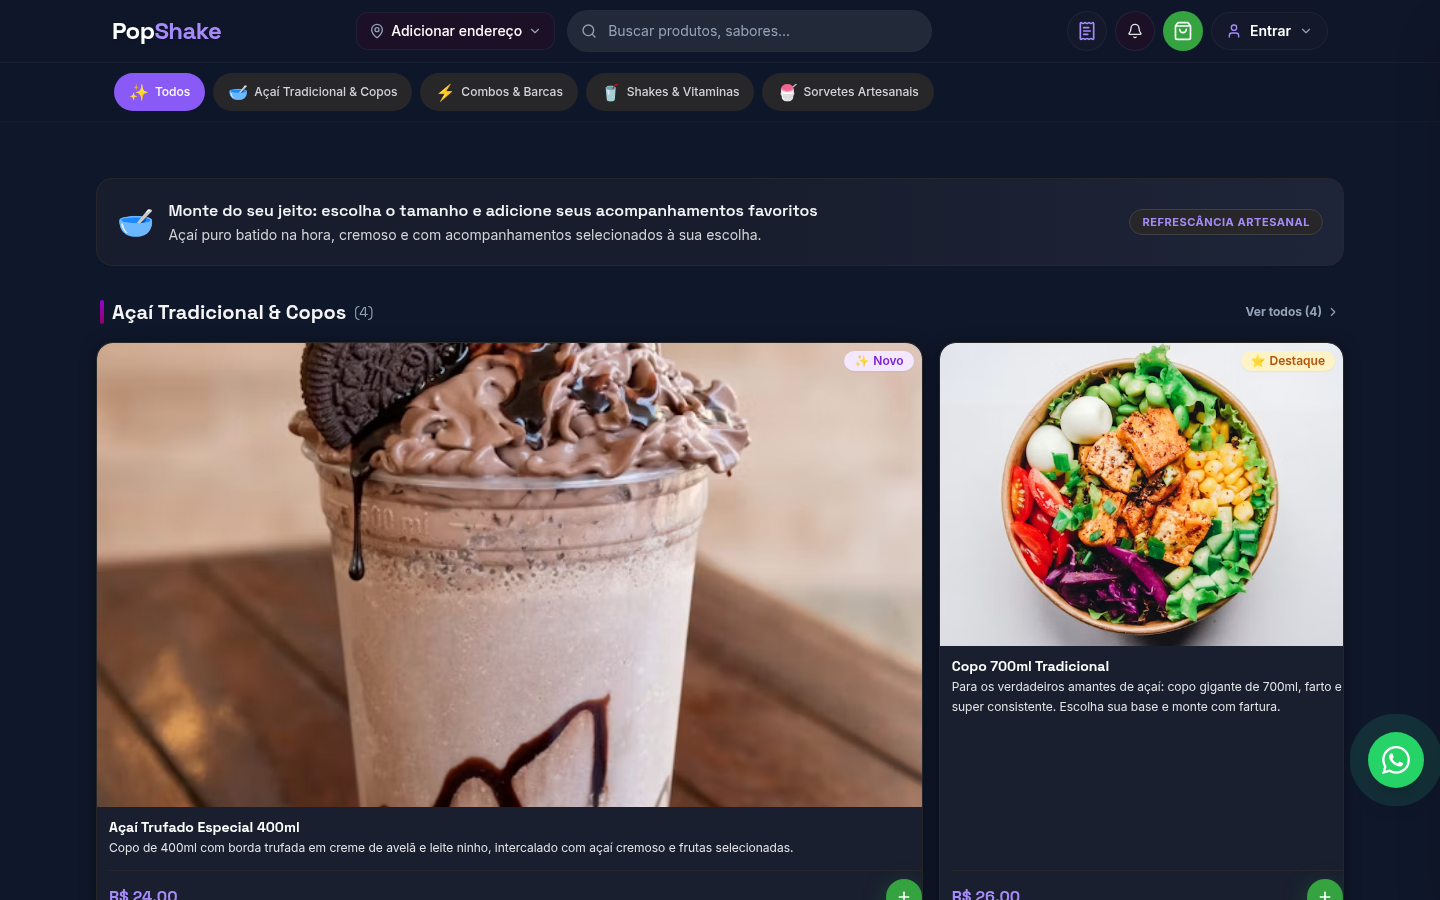 PopShake
Adicionar endereço
Buscar produtos, sabores...
Entrar
Todos
Açaí Tradicional & Copos
Combos & Barcas
Shakes & Vitaminas
Sorvetes Artesanais
Monte do seu jeito: escolha o tamanho e adicione seus acompanhamentos favoritos
Açaí puro batido na hora, cremoso e com acompanhamentos selecionados à sua escolha.
REFRESCÂNCIA ARTESANAL
Açaí Tradicional & Copos (4)
Ver todos (4)
Novo
Destaque
500 ml
Copo 700ml Tradicional
Para os verdadeiros amantes de açaí: copo gigante de 700ml, farto e
super consistente. Escolha sua base e monte com fartura.
Açaí Trufado Especial 400ml
Copo de 400ml com borda trufada em creme de avelã e leite ninho, intercalado com açaí cremoso e frutas selecionadas.
R$ 24,00
R$ 26,00